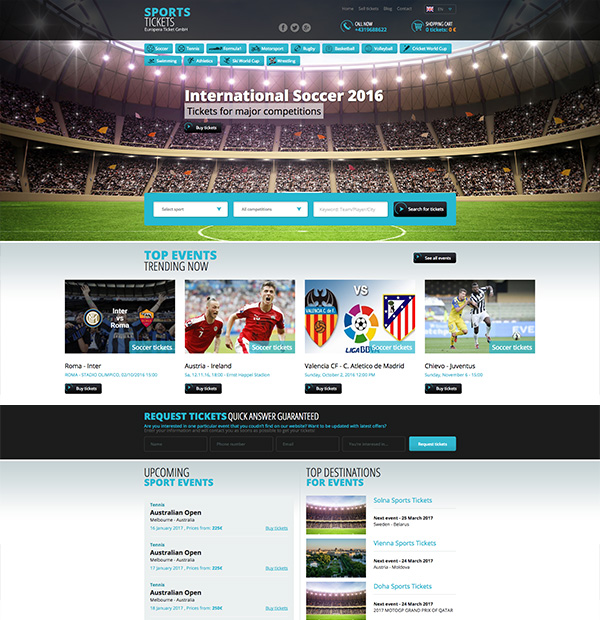 SPORTS
TICKETS
Europera Ticket GmbH
Home Sell tickets Blog Contact EN
CALL NOW
+4319688622
SHOPPING CART
0 tickets: 0 €
Soccer Tennis Formula1 Motorsport Rugby Basketball Volleyball Cricket World Cup
Swimming Athletics Ski World Cup Wrestling
International Soccer 2016
Tickets for major competitions
Buy tickets
Select sport All competitions Keyword: Team/Player/City Search for tickets
TOP EVENTS
TRENDING NOW
See all events
Inter
vs
Roma
VS
VALENCIA C. de F.
LIGA BBVA
Soccer tickets Soccer tickets Soccer tickets Soccer tickets
Roma - Inter Austria - Ireland Valencia CF - C. Atletico de Madrid Chievo - Juventus
ROMA - STADIO OLIMPICO, 02/10/2016 15:00 Sa, 12.11.16, 18:00 - Ernst Happel Stadion Sunday, October 2, 2016 12:00 PM Sunday, November 6 - 15:00
Buy tickets Buy tickets Buy tickets Buy tickets
REQUEST TICKETS QUICK ANSWER GUARANTEED
Are you interested in one particular event that you couldn't find on our website? Want to be updated with latest offers?
Enter your information and will contact you as soon as possible to get your tickets!
Name Phone number Email You're interested in... Request tickets
UPCOMING
SPORT EVENTS
Tennis
Australian Open
Melbourne - Australia
16 January 2017 , Prices from: 225€ Buy tickets
Tennis
Australian Open
Melbourne - Australia
17 January 2017 , Prices from: 225€ Buy tickets
Tennis
Australian Open
Melbourne - Australia
18 January 2017 , Prices from: 250€ Buy tickets
TOP DESTINATIONS
FOR EVENTS
Solna Sports Tickets
Next event - 25 March 2017
Sweden - Belarus
Vienna Sports Tickets
Next event - 24 March 2017
Austria - Moldova
Doha Sports Tickets
Next event - 24 March 2017
2017 MOTOGP GRAND PRIX OF QATAR